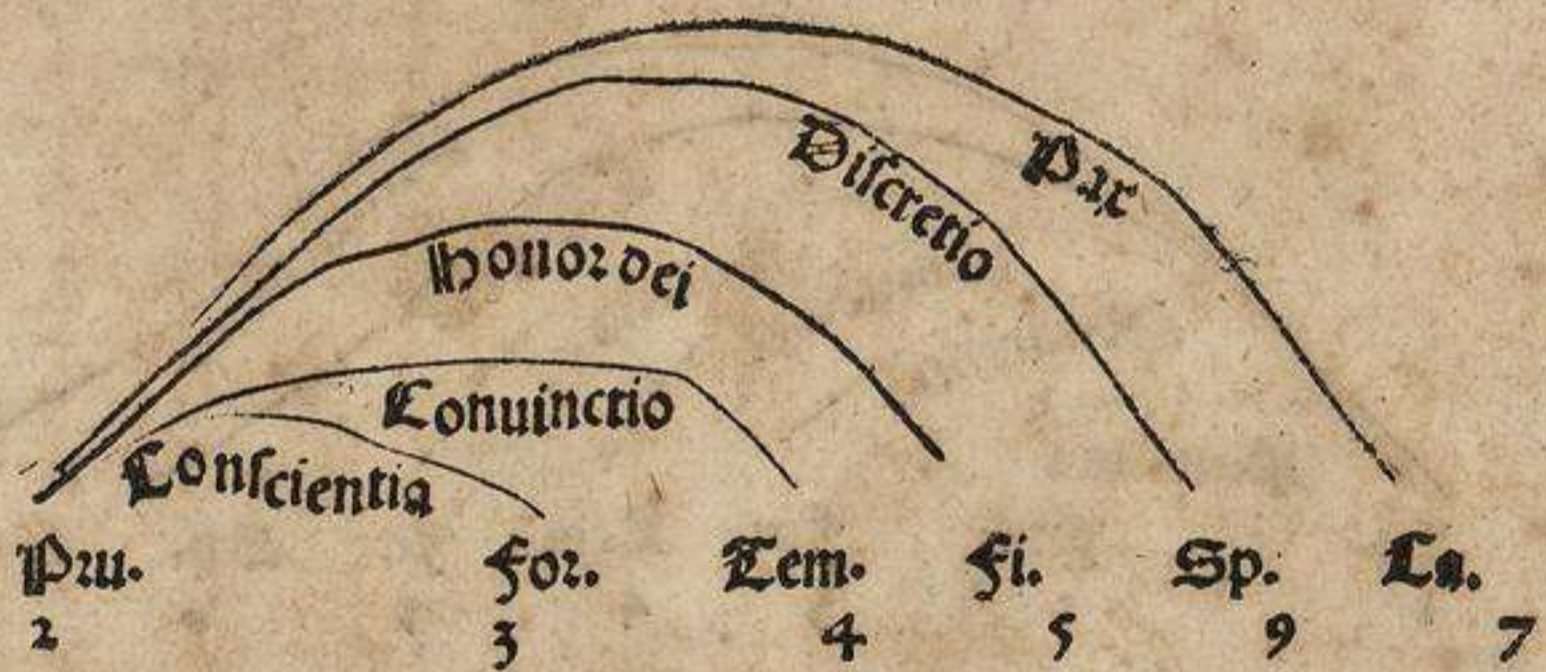 Pax
Discretio
Honor dei
Conuinctio
Conscientia
Pru. For. Tem. Fi. Sp. Ca.
2 3 4 5 9 7